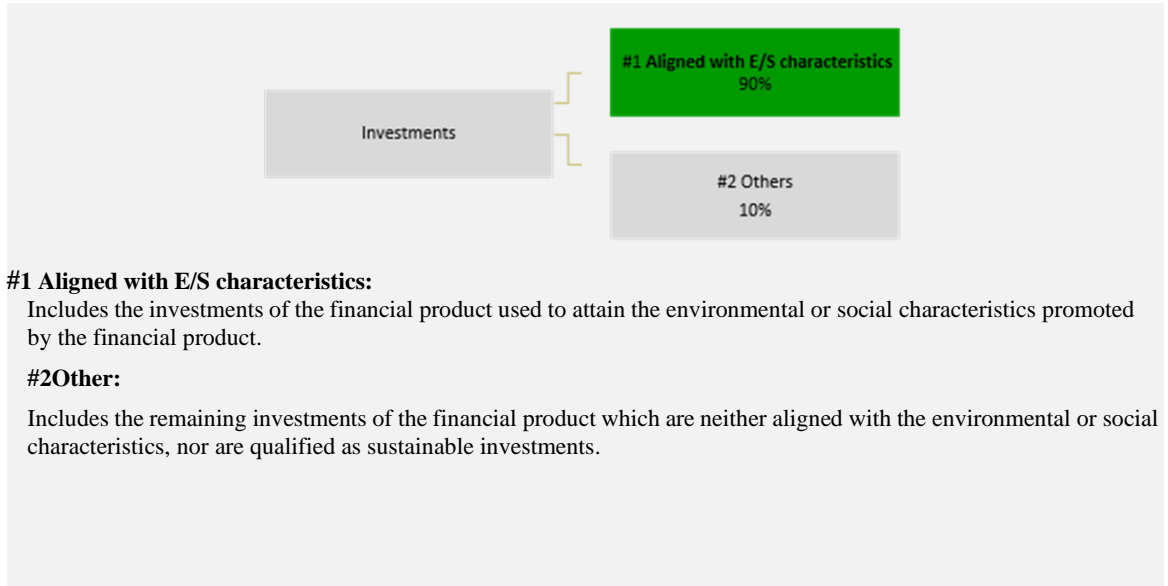 #1 Aligned with E/S characteristics
90%
Investments
#2 Others
10%
#1 Aligned with E/S characteristics:
Includes the investments of the financial product used to attain the environmental or social characteristics promoted
by the financial product.
#2Other:
Includes the remaining investments of the financial product which are neither aligned with the environmental or social
characteristics, nor are qualified as sustainable investments.